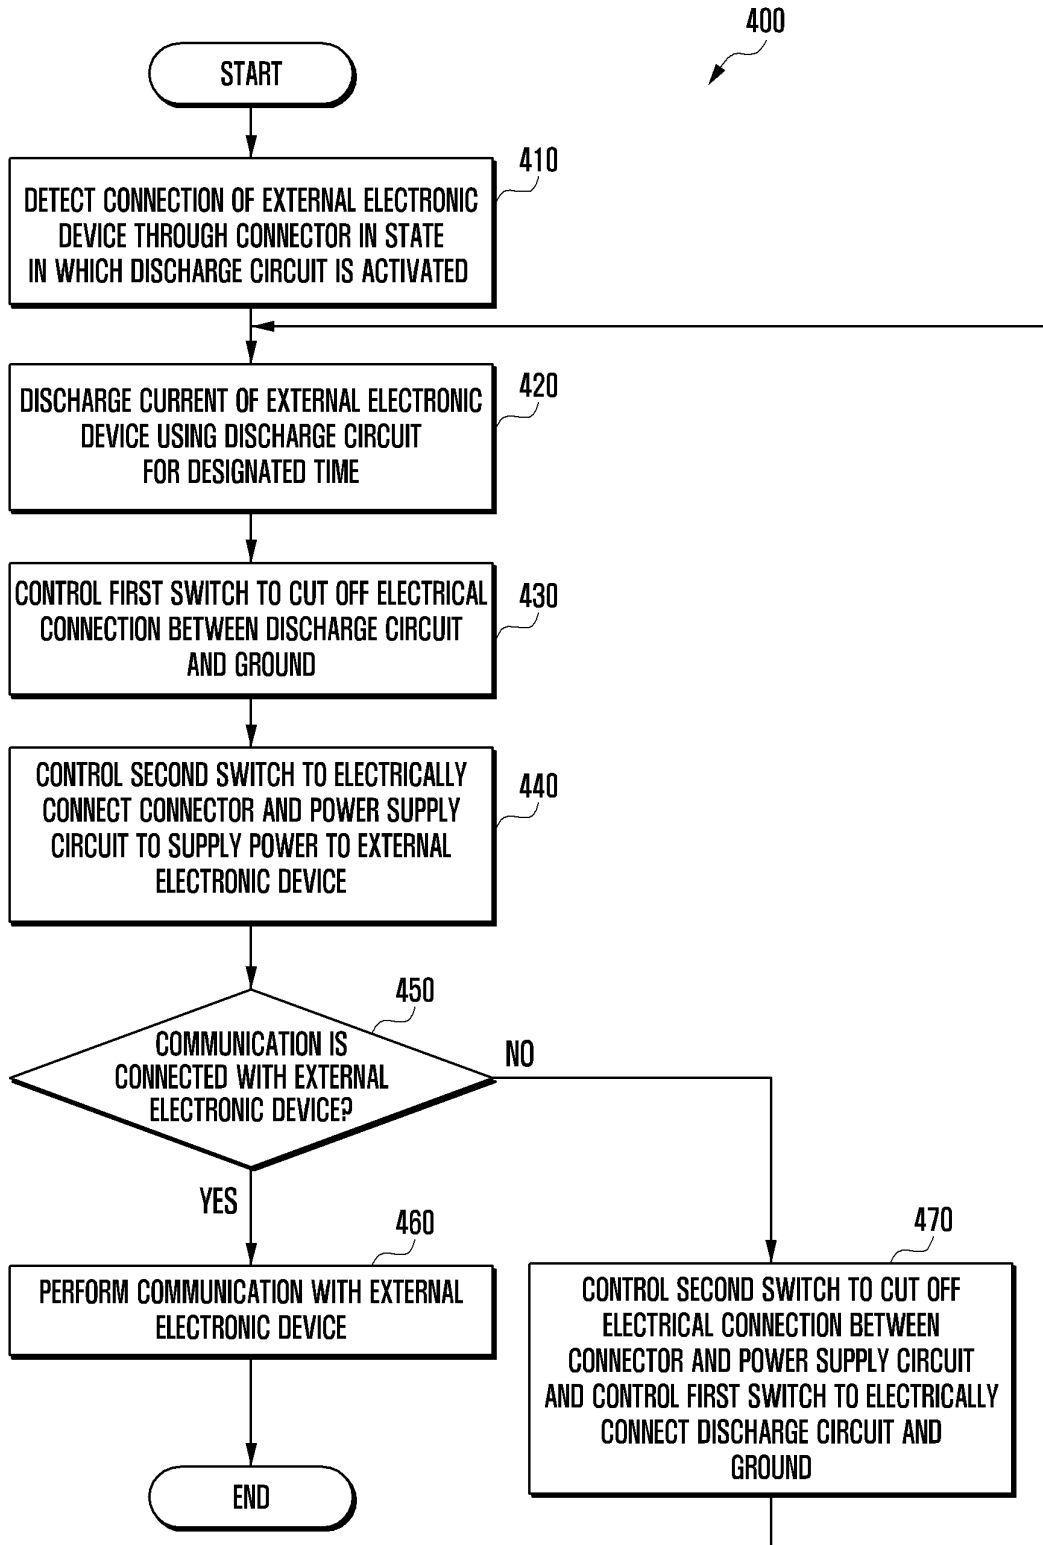 400
START
410
DETECT CONNECTION OF EXTERNAL ELECTRONIC
DEVICE THROUGH CONNECTOR IN STATE
IN WHICH DISCHARGE CIRCUIT IS ACTIVATED
420
DISCHARGE CURRENT OF EXTERNAL ELECTRONIC
DEVICE USING DISCHARGE CIRCUIT
FOR DESIGNATED TIME
430
CONTROL FIRST SWITCH TO CUT OFF ELECTRICAL
CONNECTION BETWEEN DISCHARGE CIRCUIT
AND GROUND
440
CONTROL SECOND SWITCH TO ELECTRICALLY
CONNECT CONNECTOR AND POWER SUPPLY
CIRCUIT TO SUPPLY POWER TO EXTERNAL
ELECTRONIC DEVICE
450
COMMUNICATION IS
CONNECTED WITH EXTERNAL
ELECTRONIC DEVICE?
NO
YES
460
PERFORM COMMUNICATION WITH EXTERNAL
ELECTRONIC DEVICE
470
CONTROL SECOND SWITCH TO CUT OFF
ELECTRICAL CONNECTION BETWEEN
CONNECTOR AND POWER SUPPLY CIRCUIT
AND CONTROL FIRST SWITCH TO ELECTRICALLY
CONNECT DISCHARGE CIRCUIT AND
GROUND
END